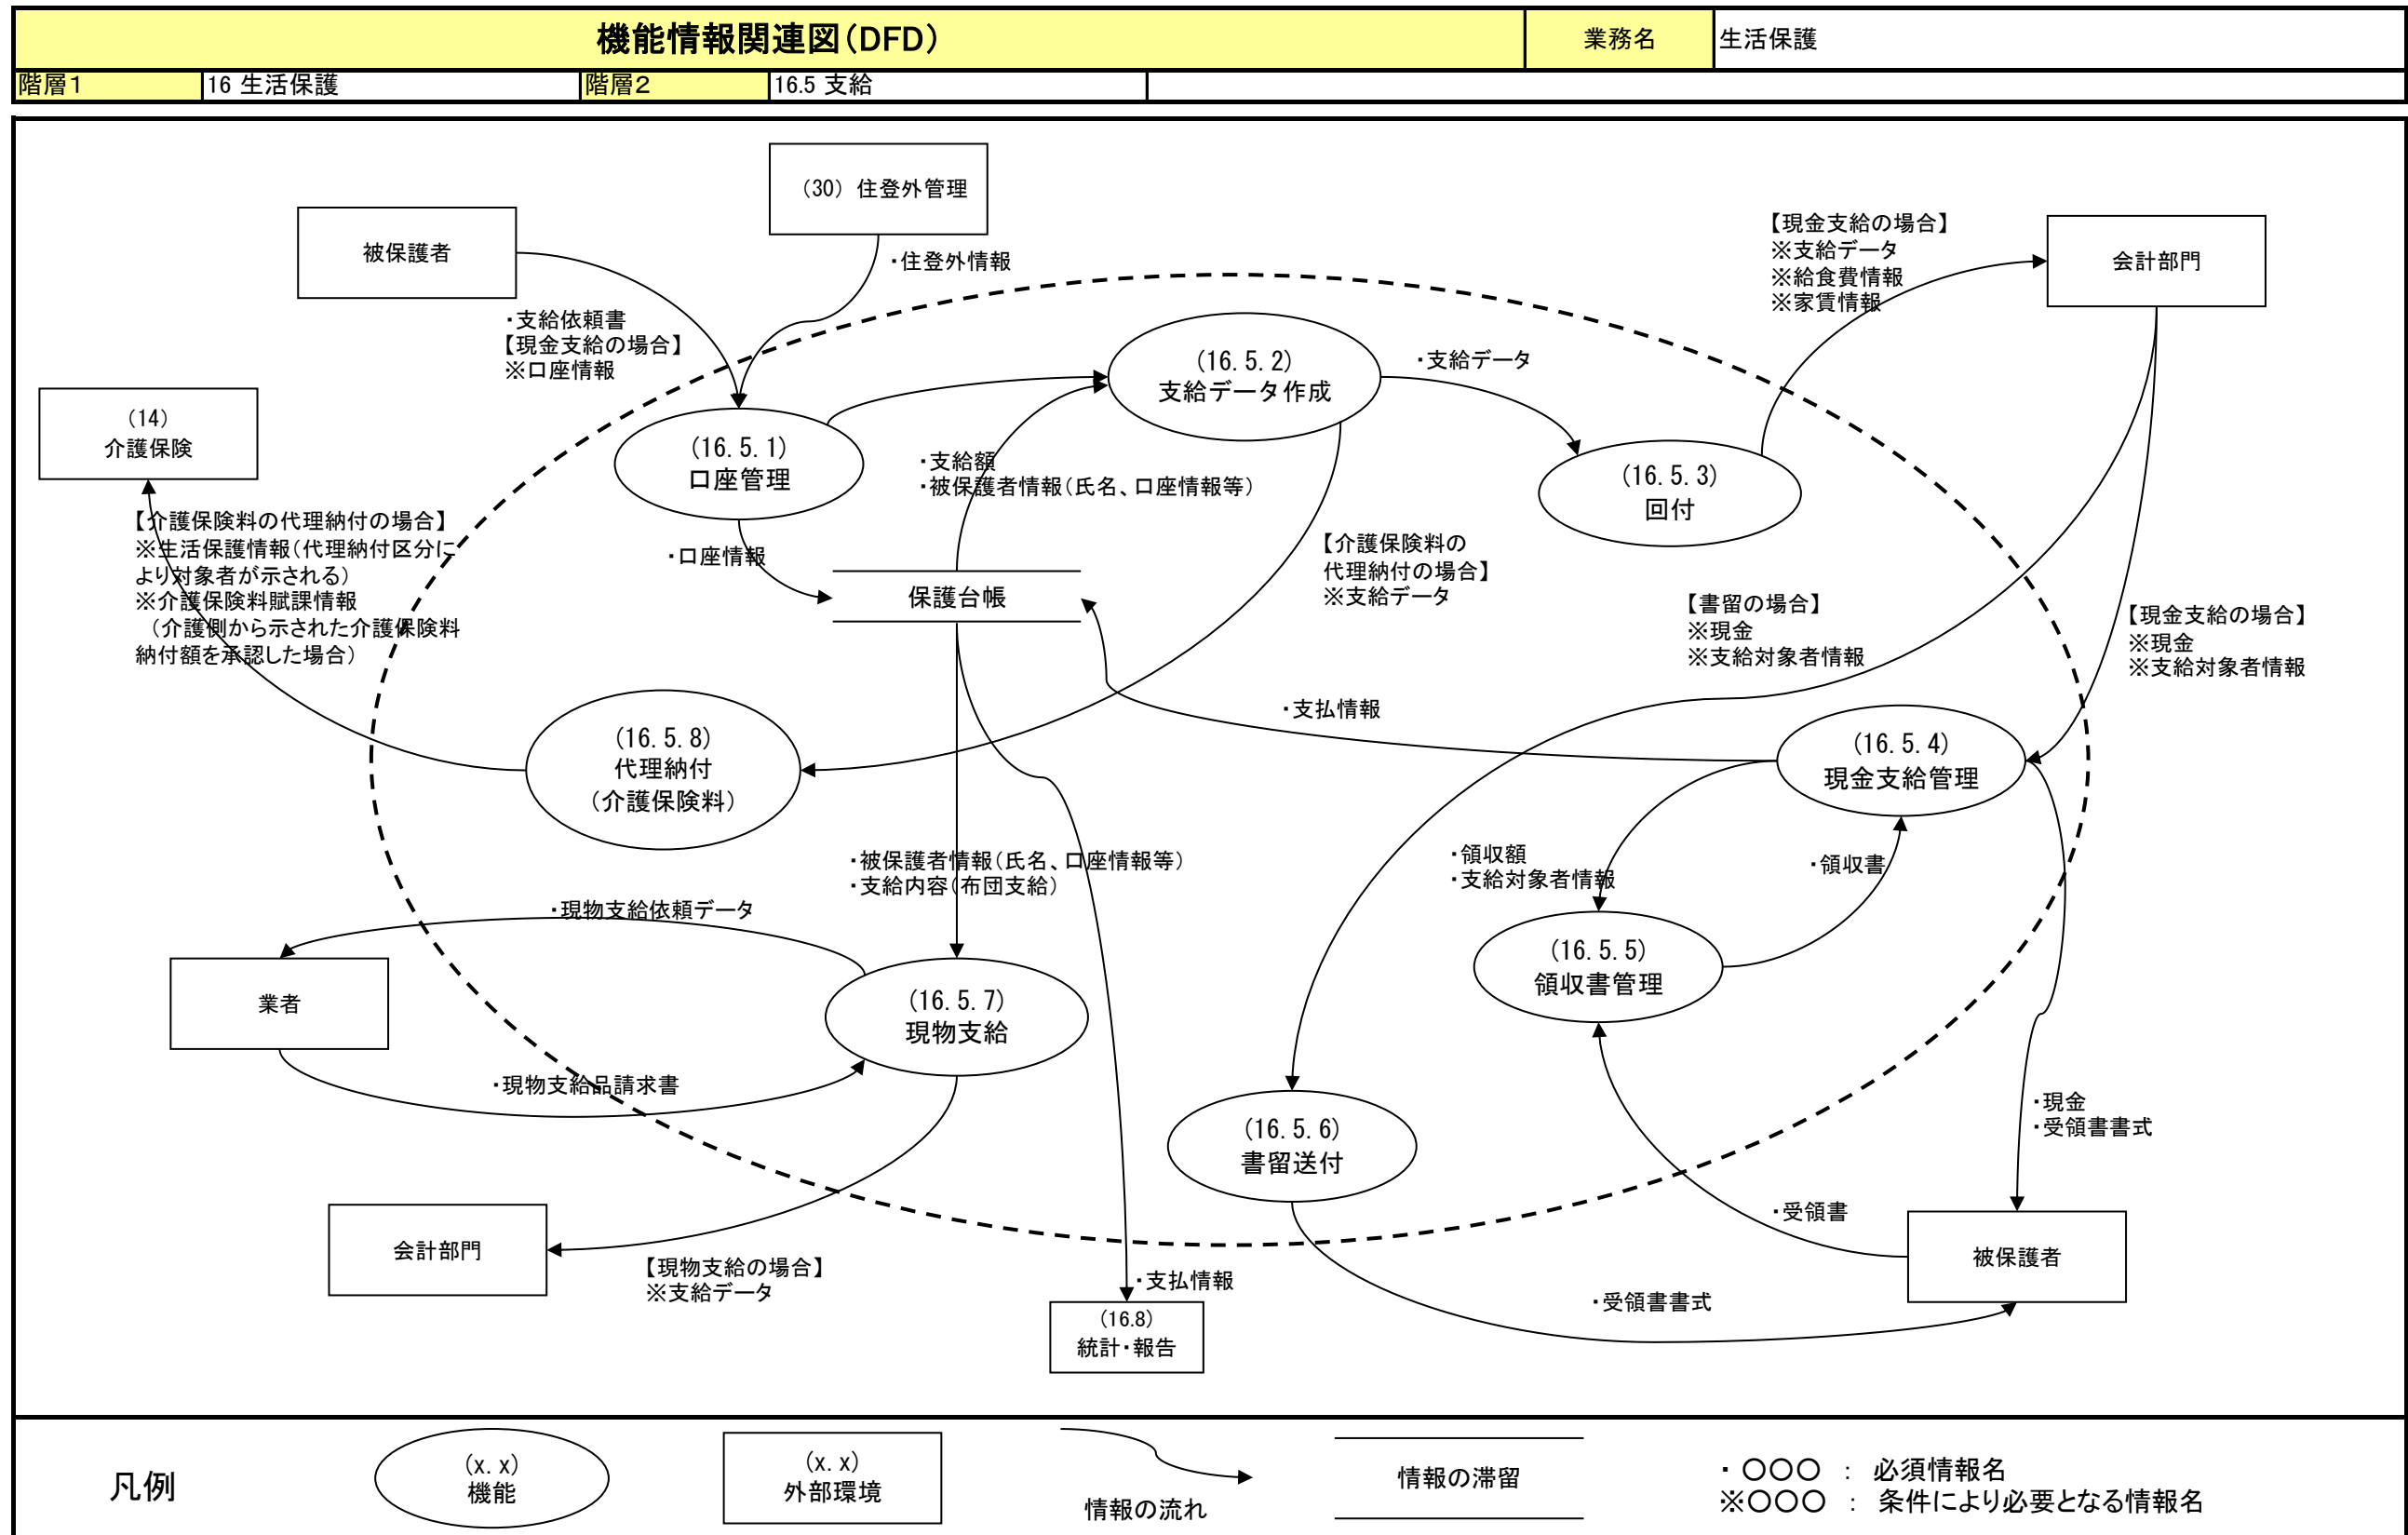 機能情報関連図（DFD）
業務名
生活保護
階層１
16 生活保護
階層２
16.5 支給
（30）住登外管理
被保護者
・住登外情報
【現金支給の場合】
※支給データ
※給食費情報
※家賃情報
会計部門
・支給依頼書
【現金支給の場合】
※口座情報
(16.5.2)
支給データ作成
・支給データ
（14）
介護保険
(16.5.1)
口座管理
・支給額
・被保護者情報（氏名、口座情報等）
(16.5.3)
回付
【介護保険料の代理納付の場合】
※生活保護情報（代理納付区分に
より対象者が示される）
※介護保険料賦課情報
（介護側から示された介護保険料
納付額を承認した場合）
・口座情報
【介護保険料の
代理納付の場合】
※支給データ
保護台帳
【書留の場合】
※現金
※支給対象者情報
【現金支給の場合】
※現金
※支給対象者情報
・支払情報
(16.5.8)
代理納付
（介護保険料）
(16.5.4)
現金支給管理
・被保護者情報（氏名、口座情報等）
・支給内容（布団支給）
・領収額
・支給対象者情報
・領収書
・現物支給依頼データ
業者
(16.5.7)
現物支給
(16.5.5)
領収書管理
・現物支給品請求書
(16.5.6)
書留送付
・現金
・受領書書式
会計部門
【現物支給の場合】
※支給データ
・支払情報
・受領書
被保護者
・受領書書式
（16.8）
統計・報告
凡例
(x.x)
機能
(x.x)
外部環境
情報の流れ
情報の滞留
・ ○○○ ： 必須情報名
※○○○ ： 条件により必要となる情報名